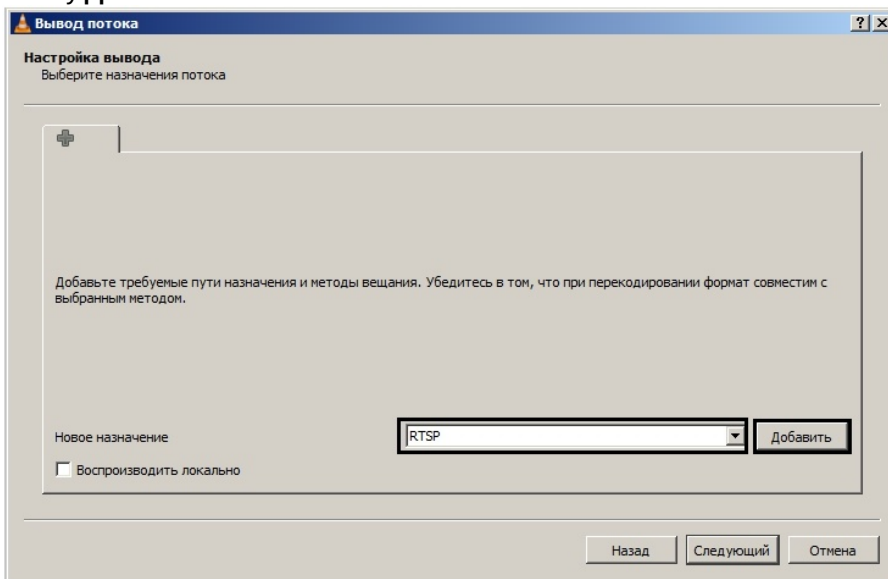 Вывод потока
Настройка вывода
Выберите назначения потока
Добавьте требуемые пути назначения и методы вещания. Убедитесь в том, что при перекодировании формат совместим с
выбранным методом.
Новое назначение RTSP Добавить
Воспроизводить локально
Назад Следующий Отмена